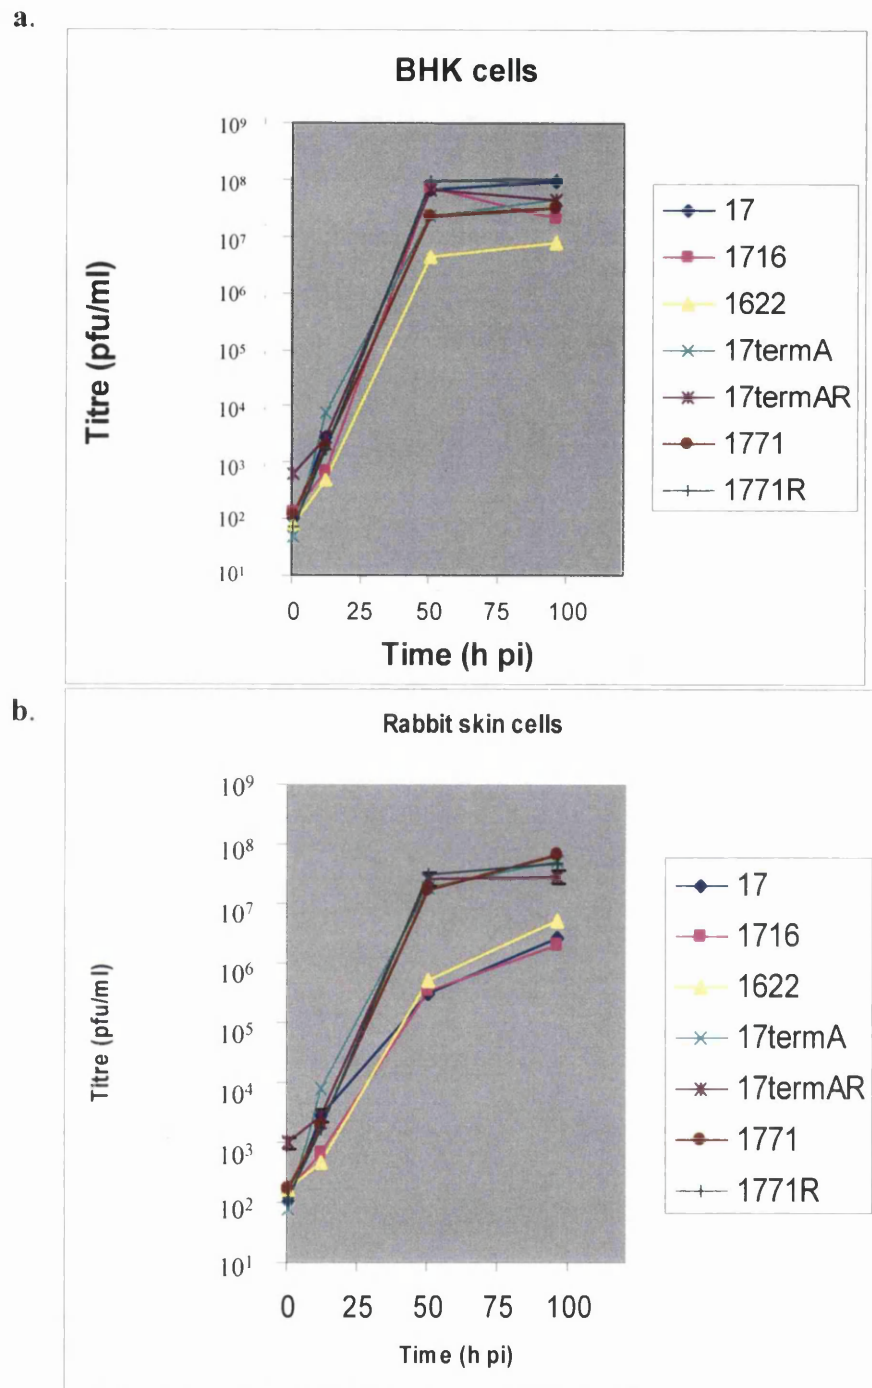 a.
BHK cells
10⁹
10⁸
10⁷
10⁶
10⁵
10⁴
10³
10²
10¹
Titre (pfu/ml)
0 25 50 75 100
Time (h pi)
17
1716
1622
17termA
17termAR
1771
1771R
b.
Rabbit skin cells
10⁹
10⁸
10⁷
10⁶
10⁵
10⁴
10³
10²
10¹
Titre (pfu/ml)
0 25 50 75 100
Time (h pi)
17
1716
1622
17termA
17termAR
1771
1771R